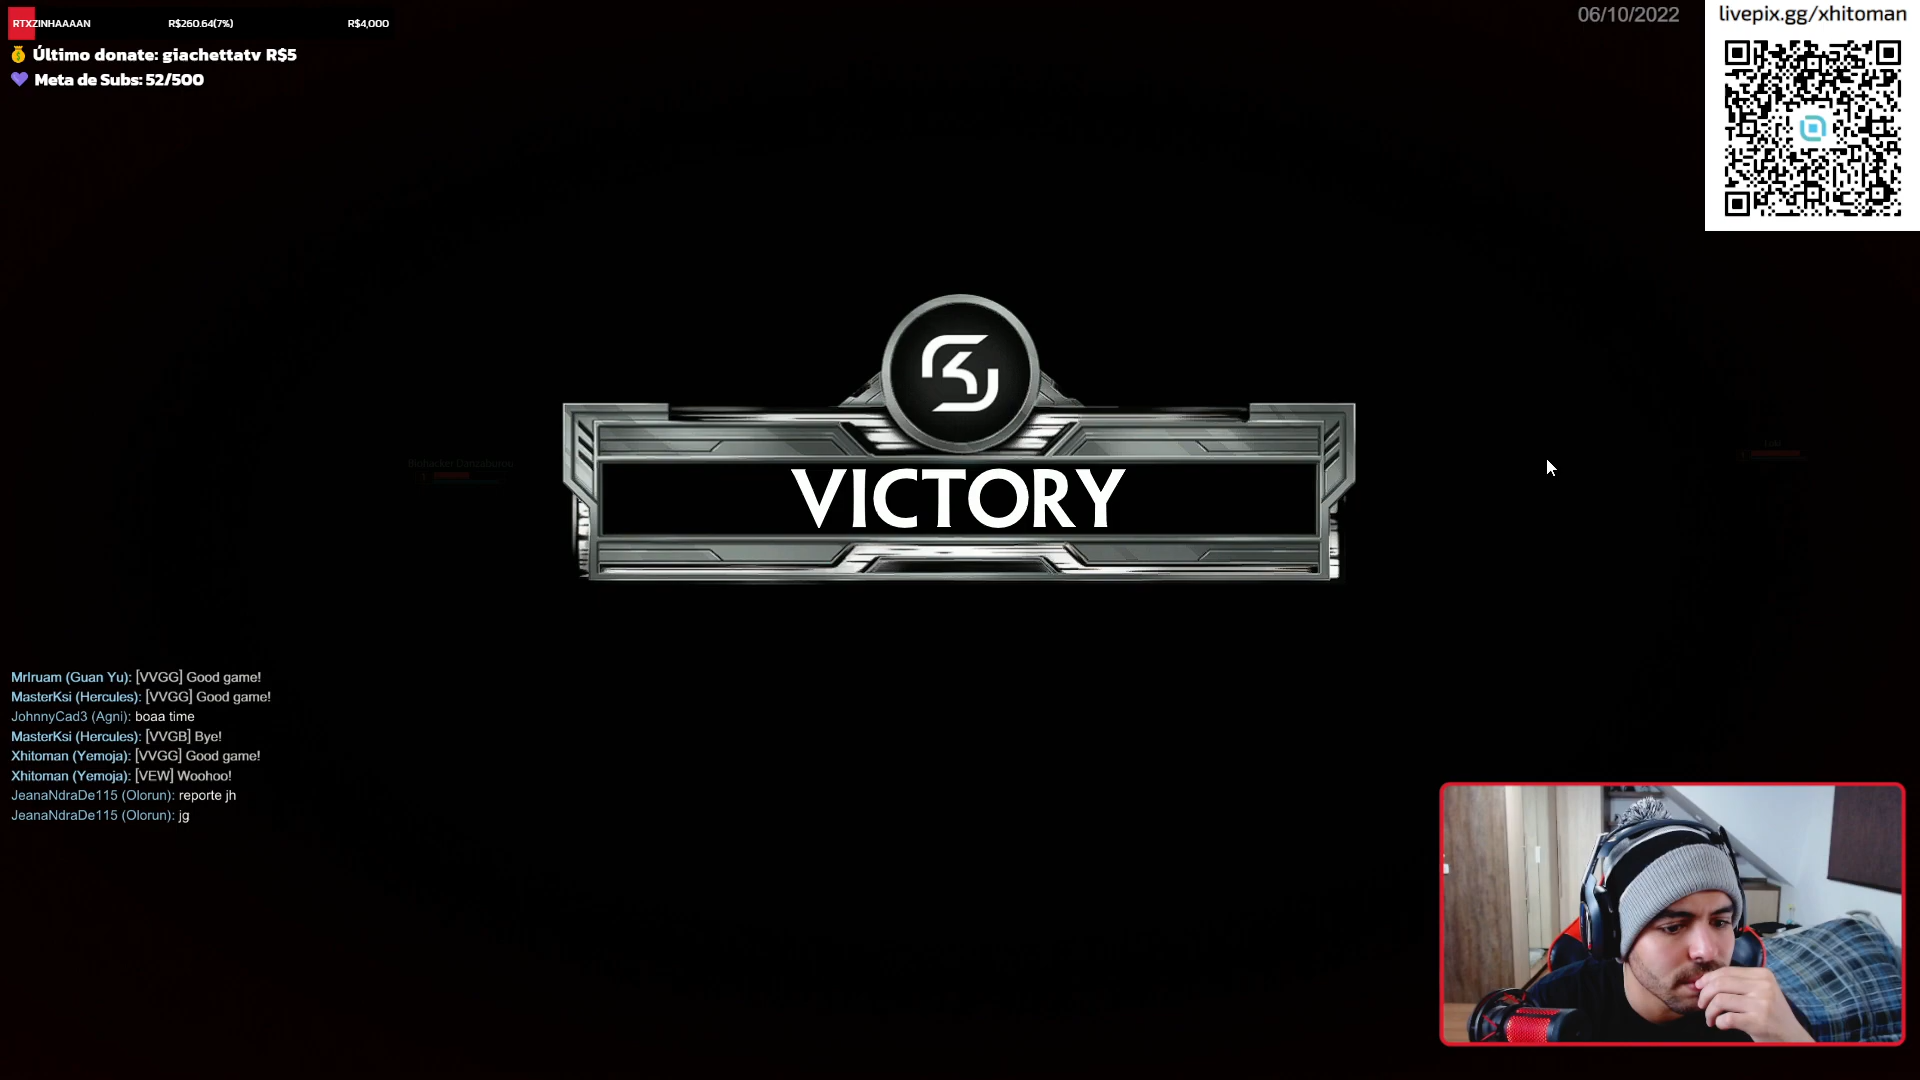 RTXZINHAAAAN R$260.64(7%) R$4,000
Último donate: giachettatv R$5
Meta de Subs: 52/500
06/10/2022
livepix.gg/xhitoman
VICTORY
MrIruam (Guan Yu): [VVGG] Good game!
MasterKsi (Hercules): [VVGG] Good game!
JohnnyCad3 (Agni): boaa time
MasterKsi (Hercules): [VVGB] Bye!
Xhitoman (Yemoja): [VVGG] Good game!
Xhitoman (Yemoja): [VEW] Woohoo!
JeanaNdraDe115 (Olorun): reporte jh
JeanaNdraDe115 (Olorun): jg